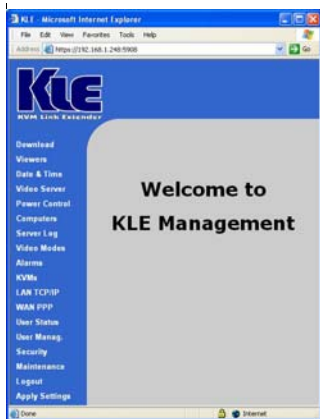 KLE - Microsoft Internet Explorer
File Edit View Favorites Tools Help
Address https://192.168.1.248:5908 Go
KLE
KVM Link Extender
Download
Viewers
Date & Time
Video Server
Power Control
Computers
Server Log
Video Modes
Alarms
KVMs
LAN TCP/IP
WAN PPP
User Status
User Manag.
Security
Maintenance
Logout
Apply Settings
Welcome to
KLE Management
Done Internet